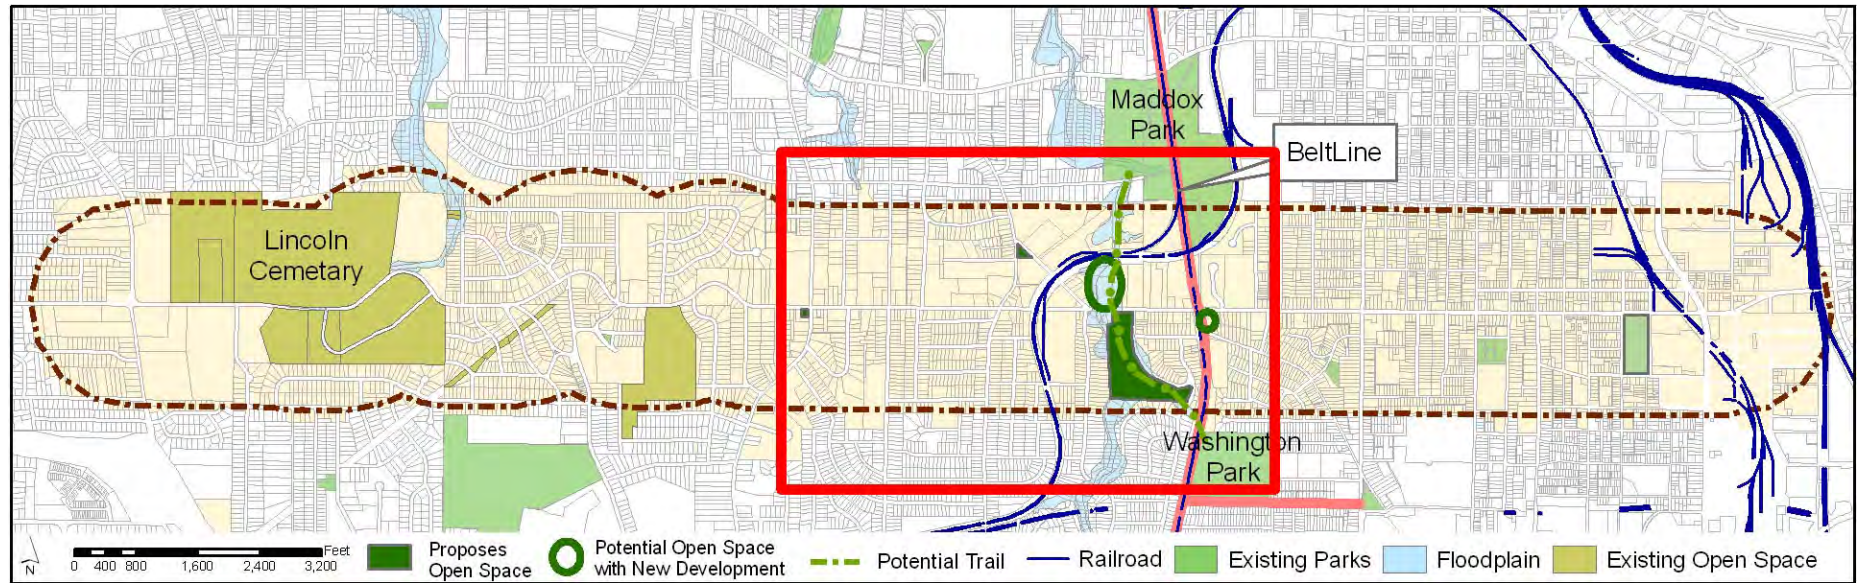 Maddox
Park
BeltLine
Lincoln
Cemetary
Washington
Park
N
0 400 800 1,600 2,400 3,200 Feet
Proposes
Open Space
Potential Open Space
with New Development
Potential Trail
Railroad
Existing Parks
Floodplain
Existing Open Space